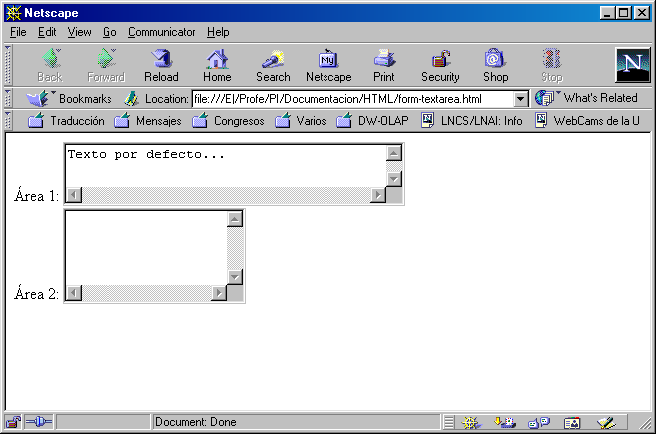 Netscape
File Edit View Go Communicator Help
My
Back Forward Reload Home Search Netscape Print Security Shop Stop
N
Bookmarks Location: file:///E|/Profe/PI/Documentacion/HTML/form-textarea.html What's Related
Traducción Mensajes Congresos Varios DW-OLAP LNCS/LNAI: Info WebCams de la U
Texto por defecto...
Área 1:
Área 2:
Document: Done